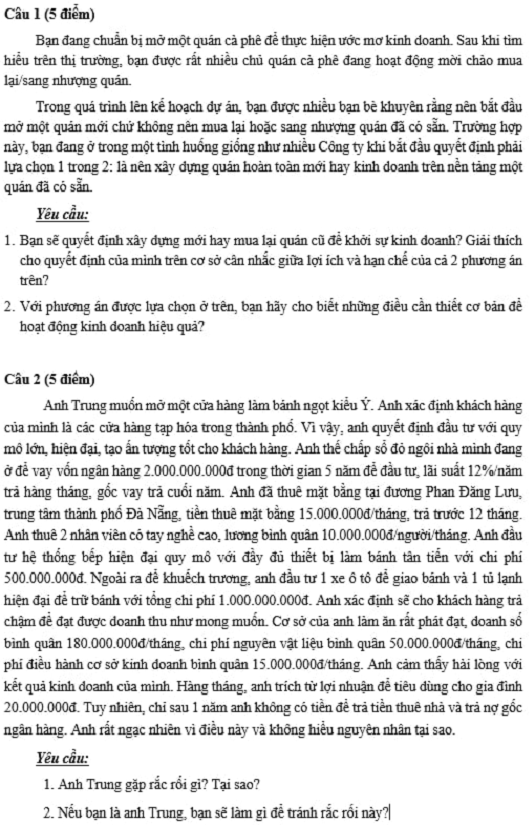 Câu 1 (5 điểm)
Bạn đang chuẩn bị mở một quán cà phê để thực hiện ước mơ kinh doanh. Sau khi tìm
hiểu trên thị trường, bạn được rất nhiều chủ quán cà phê đang hoạt động mời chào mua
lại/sang nhượng quán.
Trong quá trình lên kế hoạch dự án, bạn được nhiều bạn bè khuyên rằng nên bắt đầu
mở một quán mới chứ không nên mua lại hoặc sang nhượng quán đã có sẵn. Trường hợp
này, bạn đang ở trong một tình huống giống như nhiều Công ty khi bắt đầu quyết định phải
lựa chọn 1 trong 2: là nên xây dựng quán hoàn toàn mới hay kinh doanh trên nền tảng một
quán đã có sẵn.
Yêu cầu:
1. Bạn sẽ quyết định xây dựng mới hay mua lại quán cũ để khởi sự kinh doanh? Giải thích
cho quyết định của mình trên cơ sở cân nhắc giữa lợi ích và hạn chế của cả 2 phương án
trên?
2. Với phương án được lựa chọn ở trên, bạn hãy cho biết những điều cần thiết cơ bản để
hoạt động kinh doanh hiệu quả?
Câu 2 (5 điểm)
Anh Trung muốn mở một cửa hàng làm bánh ngọt kiểu Ý. Anh xác định khách hàng
của mình là các cửa hàng tạp hóa trong thành phố. Vì vậy, anh quyết định đầu tư với quy
mô lớn, hiện đại, tạo ấn tượng tốt cho khách hàng. Anh thế chấp sổ đỏ ngôi nhà mình đang
ở để vay vốn ngân hàng 2.000.000.000đ trong thời gian 5 năm để đầu tư, lãi suất 12%/năm
trả hàng tháng, gốc vay trả cuối năm. Anh đã thuê mặt bằng tại đương Phan Đăng Lưu,
trung tâm thành phố Đà Nẵng, tiền thuê mặt bằng 15.000.000đ/tháng, trả trước 12 tháng.
Anh thuê 2 nhân viên có tay nghề cao, lương bình quân 10.000.000đ/người/tháng. Anh đầu
tư hệ thống bếp hiện đại quy mô với đầy đủ thiết bị làm bánh tân tiến với chi phí
500.000.000đ. Ngoài ra để khuếch trương, anh đầu tư 1 xe ô tô để giao bánh và 1 tủ lạnh
hiện đại để trữ bánh với tổng chi phí 1.000.000.000đ. Anh xác định sẽ cho khách hàng trả
chậm để đạt được doanh thu như mong muốn. Cơ sở của anh làm ăn rất phát đạt, doanh số
bình quân 180.000.000đ/tháng, chi phí nguyên vật liệu bình quân 50.000.000đ/tháng, chi
phí điều hành cơ sở kinh doanh bình quân 15.000.000đ/tháng. Anh cảm thấy hài lòng với
kết quả kinh doanh của mình. Hàng tháng, anh trích từ lợi nhuận để tiêu dùng cho gia đình
20.000.000đ. Tuy nhiên, chỉ sau 1 năm anh không có tiền để trả tiền thuê nhà và trả nợ gốc
ngân hàng. Anh rất ngạc nhiên vì điều này và không hiểu nguyên nhân tại sao.
Yêu cầu:
1. Anh Trung gặp rắc rối gì? Tại sao?
2. Nếu bạn là anh Trung, bạn sẽ làm gì để tránh rắc rối này?